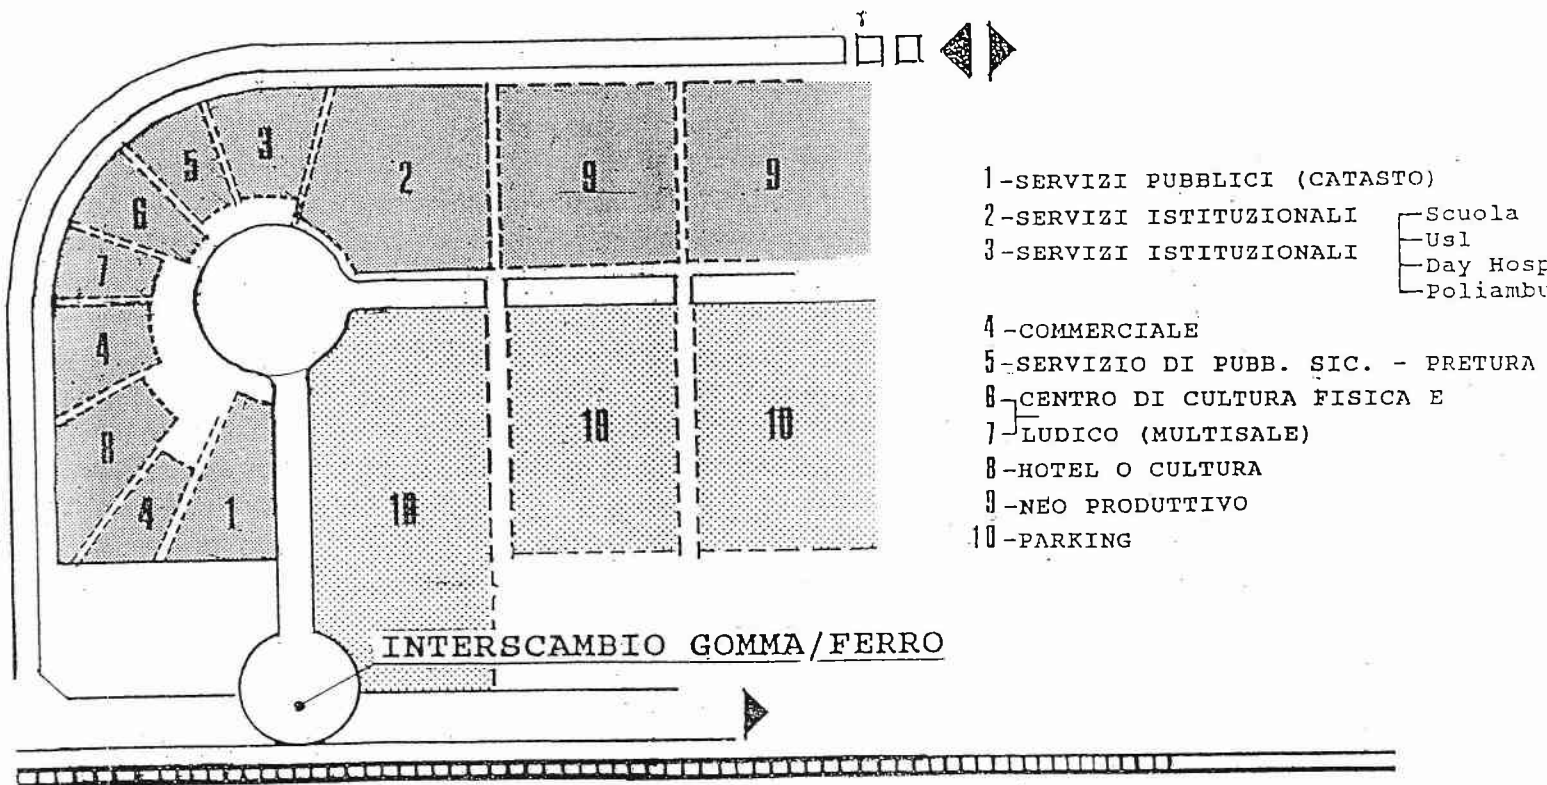 3
5
2
9
9
6
7
4
8
4
1
10
10
10
1-SERVIZI PUBBLICI (CATASTO)
2-SERVIZI ISTITUZIONALI
3-SERVIZI ISTITUZIONALI
Scuola
Usl
Day Hosp
Poliambu
4-COMMERCIALE
5-SERVIZIO DI PUBB. SIC. - PRETURA
6-CENTRO DI CULTURA FISICA E
7-LUDICO (MULTISALE)
8-HOTEL O CULTURA
9-NEO PRODUTTIVO
10-PARKING
INTERSCAMBIO GOMMA/FERRO